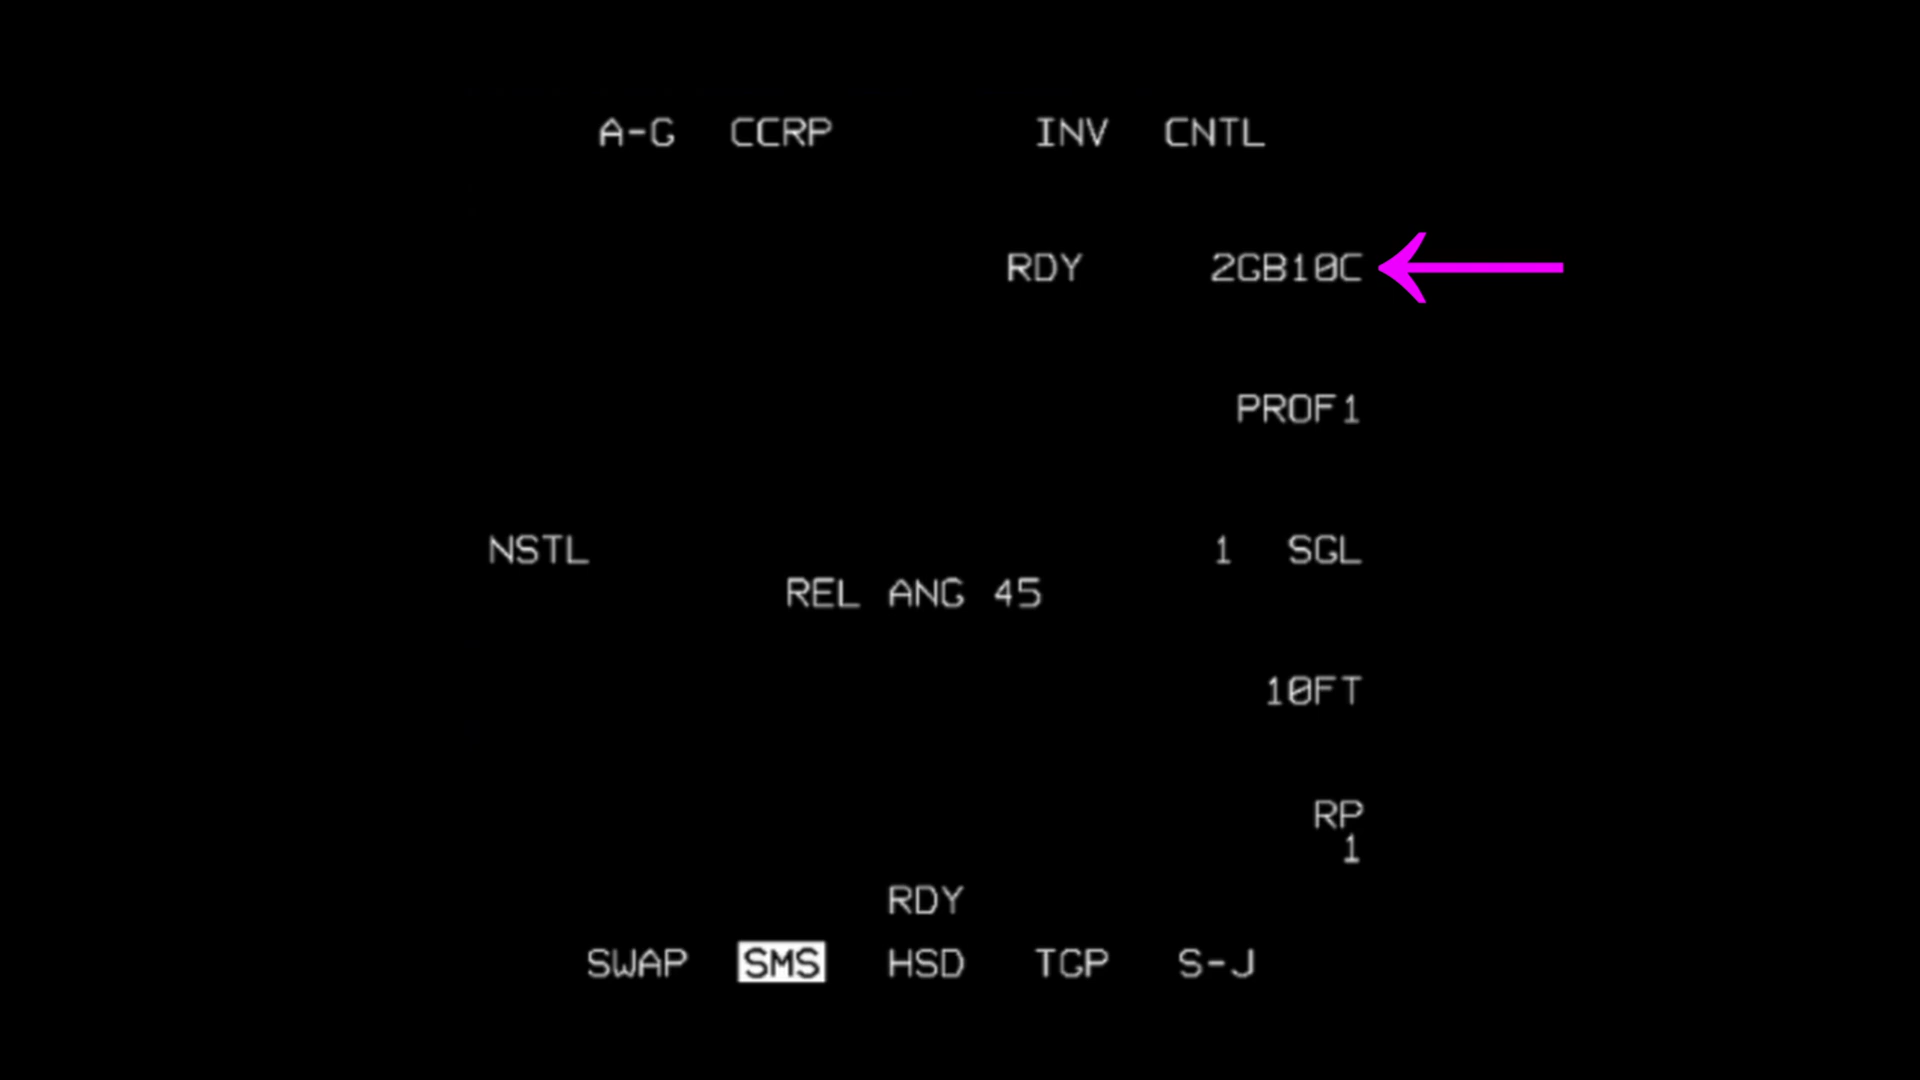 A-G CCRP INV CNTL
RDY 2GB10C
PROF1
NSTL 1 SGL
REL ANG 45
10FT
RP
1
RDY
SWAP SMS HSD TGP S-J